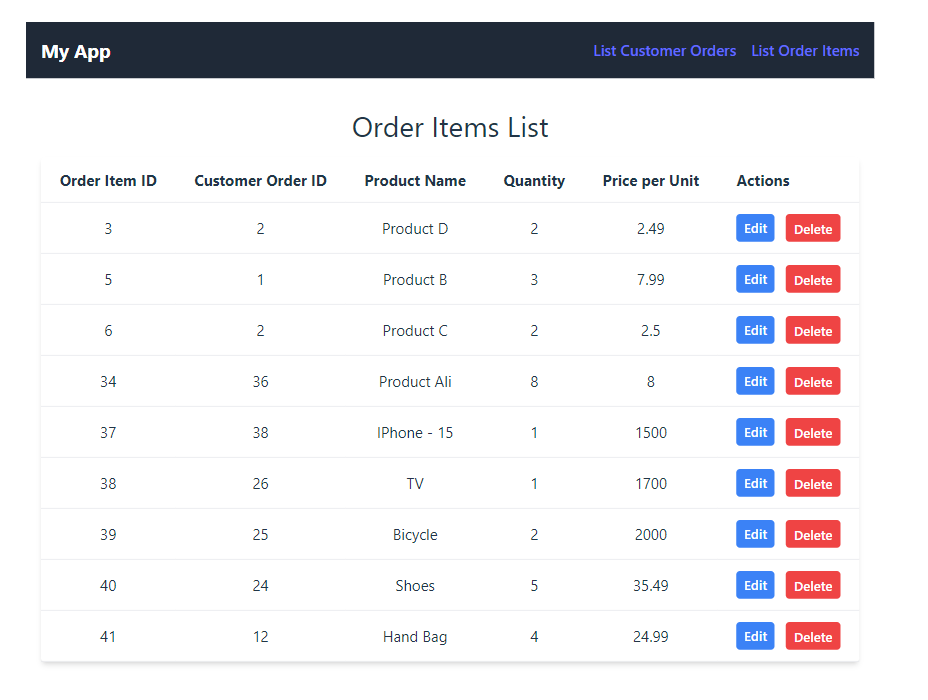 My App List Customer Orders List Order Items
Order Items List
Order Item ID Customer Order ID Product Name Quantity Price per Unit Actions
3 2 Product D 2 2.49 Edit Delete
5 1 Product B 3 7.99 Edit Delete
6 2 Product C 2 2.5 Edit Delete
34 36 Product Ali 8 8 Edit Delete
37 38 IPhone - 15 1 1500 Edit Delete
38 26 TV 1 1700 Edit Delete
39 25 Bicycle 2 2000 Edit Delete
40 24 Shoes 5 35.49 Edit Delete
41 12 Hand Bag 4 24.99 Edit Delete